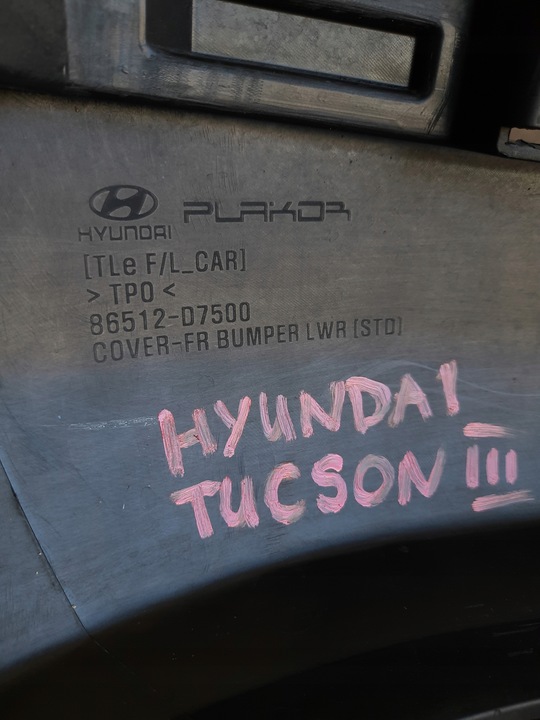 HYUNDAI PLAKOR
[TLe F/L_CAR]
> TPO <
86512-D7500
COVER-FR BUMPER LWR [STD]
HYUNDAI
TUCSON III